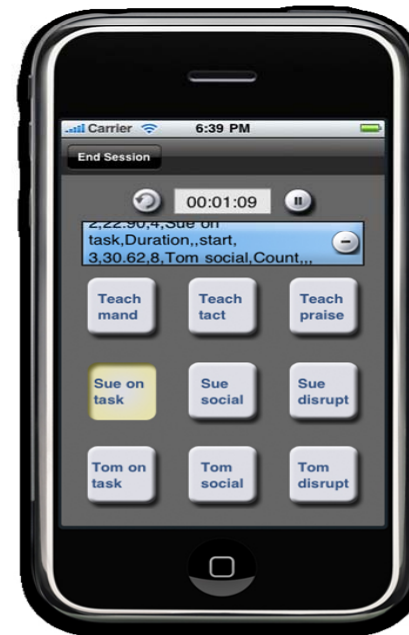 Carrier 6:39 PM
End Session
00:01:09
2,22.90,4,Sue on
task,Duration,,start,
3,30.62,8,Tom social,Count,,,
Teach mand
Teach tact
Teach praise
Sue on task
Sue social
Sue disrupt
Tom on task
Tom social
Tom disrupt